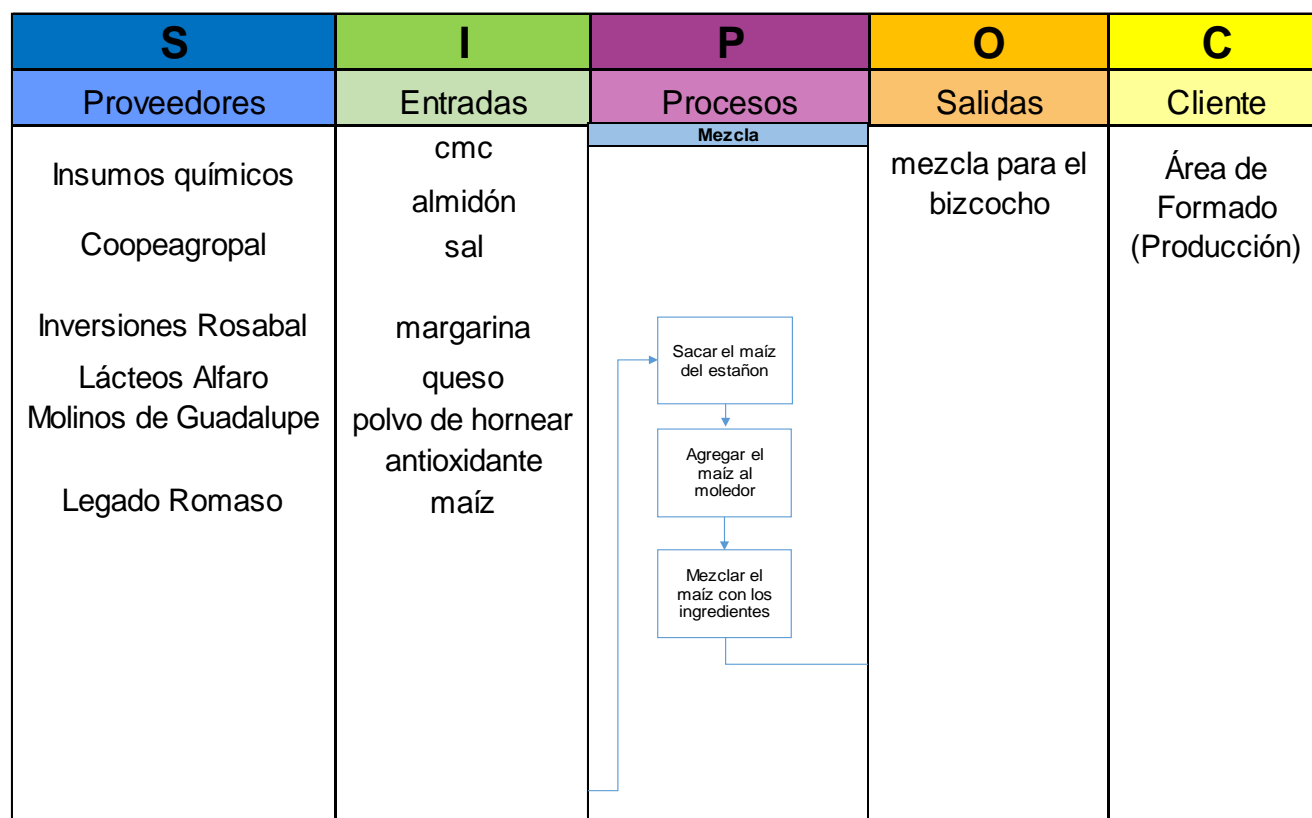 S
I
P
O
C
Proveedores
Entradas
Procesos
Salidas
Cliente
Insumos químicos
Coopeagropal
Inversiones Rosabal
Lácteos Alfaro
Molinos de Guadalupe
Legado Romaso
cmc
almidón
sal
margarina
queso
polvo de hornear
antioxidante
maíz
Mezcla
Sacar el maíz
del estañon
Agregar el
maíz al
moledor
Mezclar el
maíz con los
ingredientes
mezcla para el
bizcocho
Área de
Formado
(Producción)